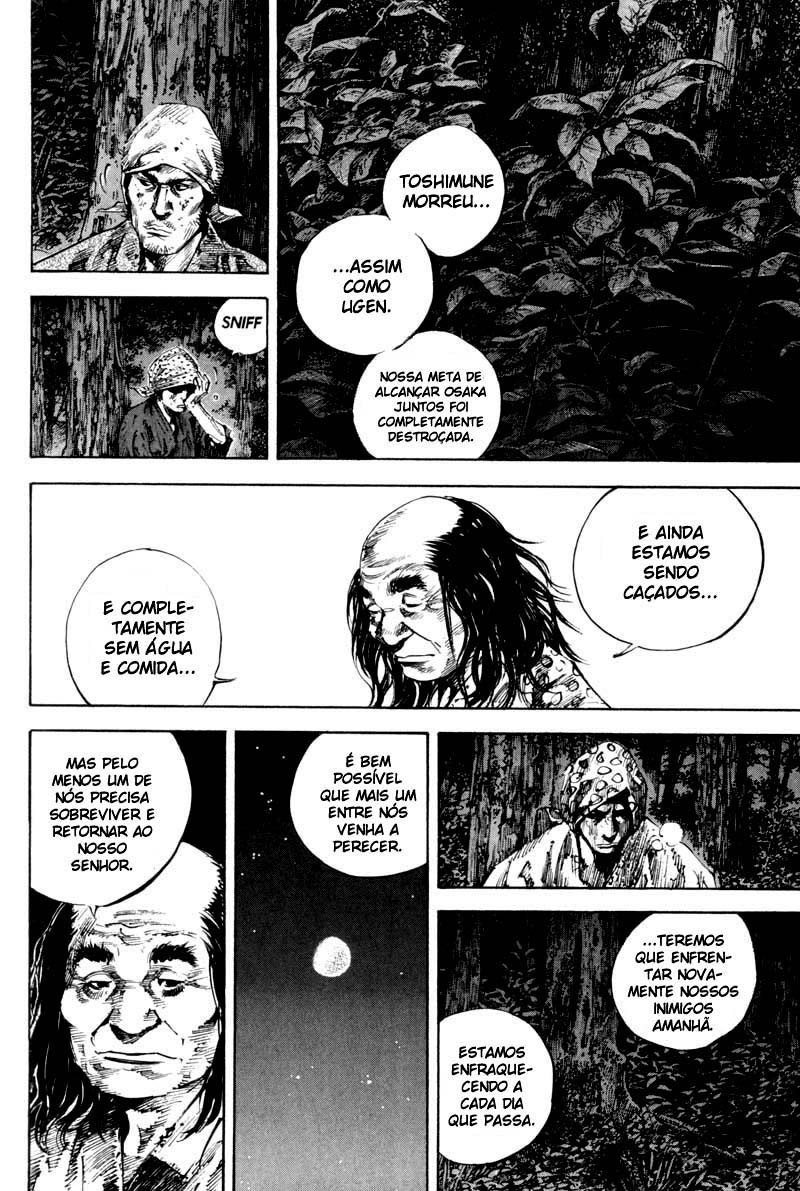 TOSHIMUNE
MORREU...
...ASSIM
COMO
UGEN.
NOSSA META DE
ALCANÇAR OSAKA
JUNTOS FOI
COMPLETAMENTE
DESTROÇADA.
SNIFF
E AINDA
ESTAMOS
SENDO
CAÇADOS...
E COMPLE-
TAMENTE
SEM ÁGUA
E COMIDA...
...TEREMOS
QUE ENFREN-
TAR NOVA-
MENTE NOSSOS
INIMIGOS
AMANHÃ.
ESTAMOS
ENFRAQUE-
CENDO A
CADA DIA
QUE PASSA.
É BEM
POSSÍVEL
QUE MAIS UM
ENTRE NÓS
VENHA A
PERECER.
MAS PELO
MENOS UM DE
NÓS PRECISA
SOBREVIVER E
RETORNAR AO
NOSSO
SENHOR.